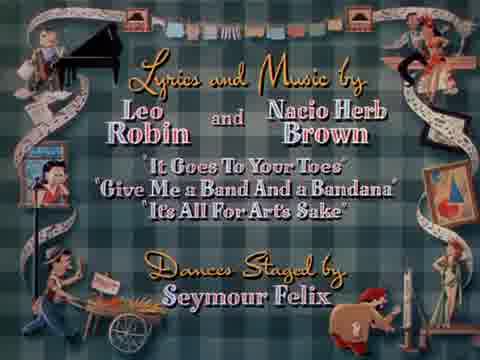 Lyrics and Music by
Leo Robin and Nacio Herb Brown
"It Goes To Your Toes"
"Give Me a Band And a Bandana"
"It's All For Art's Sake"
Dances Staged by
Seymour Felix